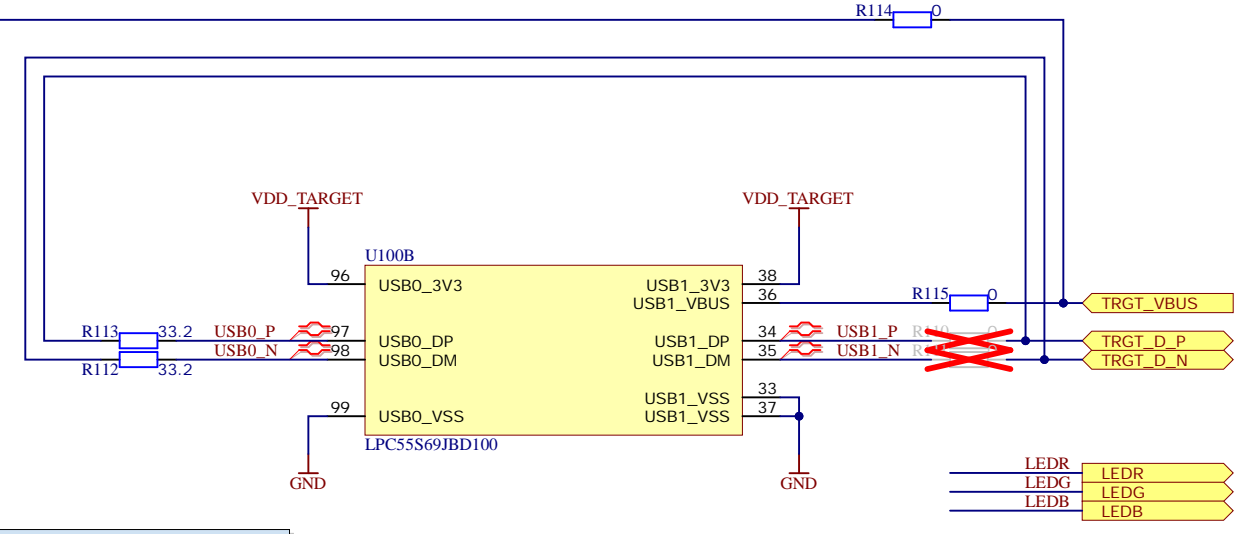 R114 0
VDD_TARGET VDD_TARGET
U100B
96 USB0_3V3 USB1_3V3 38
USB1_VBUS 36 R115 0 TRGT_VBUS
R113 33.2 USB0_P 97 USB0_DP USB1_DP 34 USB1_P 0 TRGT_D_P
R112 33.2 USB0_N 98 USB0_DM USB1_DM 35 USB1_N TRGT_D_N
USB1_VSS 33
99 USB0_VSS USB1_VSS 37
LPC55S69JBD100
GND GND
LEDR LEDR
LEDG LEDG
LEDB LEDB